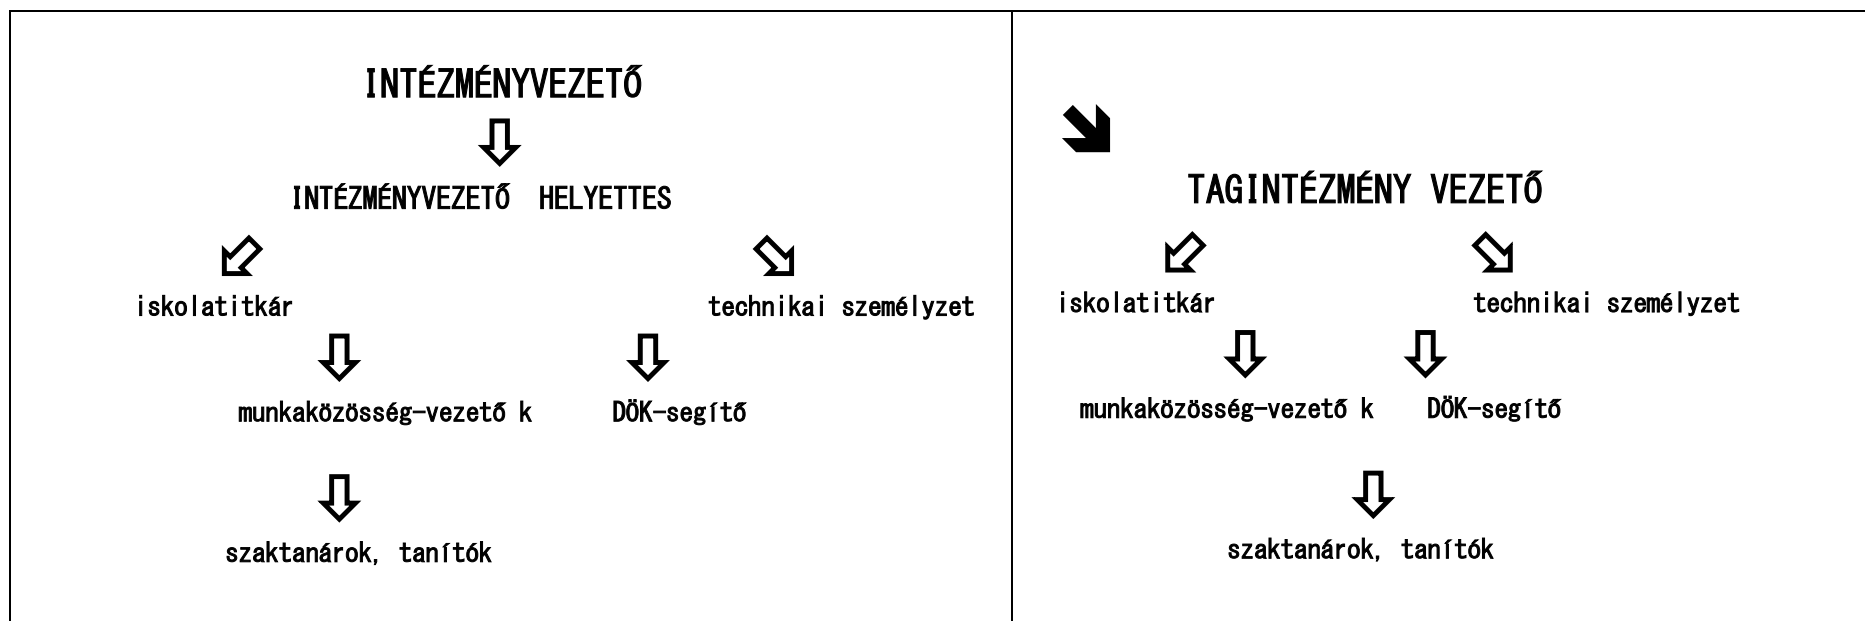 INTÉZMÉNYVEZETŐ
INTÉZMÉNYVEZETŐ HELYETTES
iskolatitkár
technikai személyzet
munkaközösség-vezető k
DÖK-segítő
szaktanárok, tanítók
TAGINTÉZMÉNY VEZETŐ
iskolatitkár
technikai személyzet
munkaközösség-vezető k
DÖK-segítő
szaktanárok, tanítók